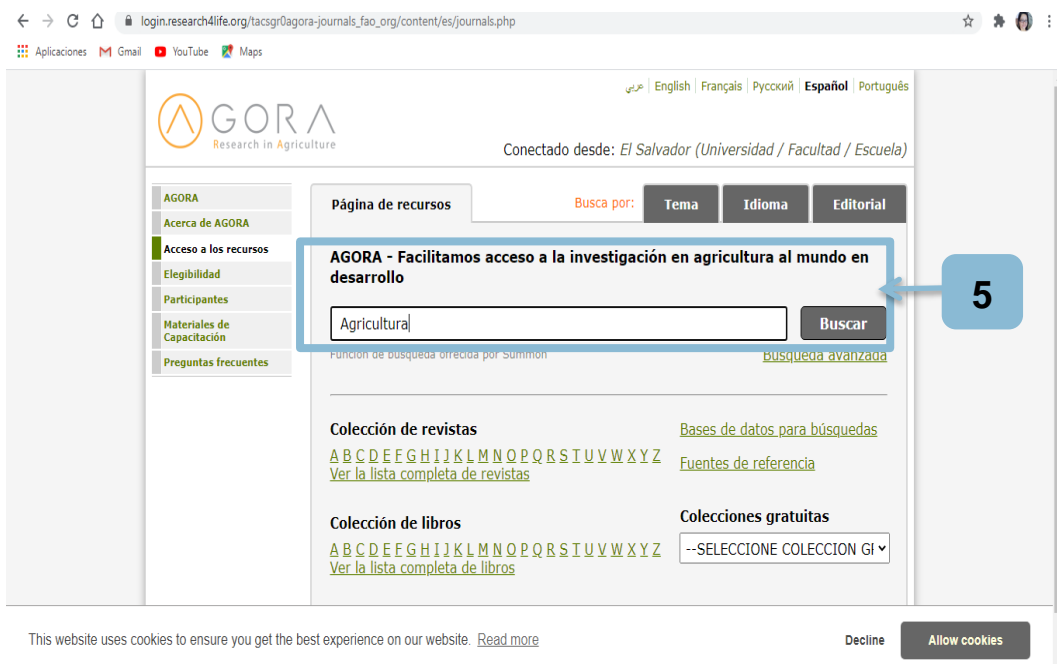 login.research4life.org/tacsgr0agora-journals_fao_org/content/es/journals.php
Aplicaciones Gmail YouTube Maps
عربي English Français Русский Español Português
AGORA
Research in Agriculture
Conectado desde: El Salvador (Universidad / Facultad / Escuela)
AGORA
Acerca de AGORA
Acceso a los recursos
Elegibilidad
Participantes
Materiales de
Capacitación
Preguntas frecuentes
Página de recursos
Busca por: Tema Idioma Editorial
AGORA - Facilitamos acceso a la investigación en agricultura al mundo en
desarrollo
Agricultura Buscar
5
Función de búsqueda ofrecida por Summon Búsqueda avanzada
Colección de revistas
A B C D E F G H I J K L M N O P Q R S T U V W X Y Z
Ver la lista completa de revistas
Bases de datos para búsquedas
Fuentes de referencia
Colección de libros
A B C D E F G H I J K L M N O P Q R S T U V W X Y Z
Ver la lista completa de libros
Colecciones gratuitas
--SELECCIONE COLECCION GF
This website uses cookies to ensure you get the best experience on our website. Read more Decline Allow cookies